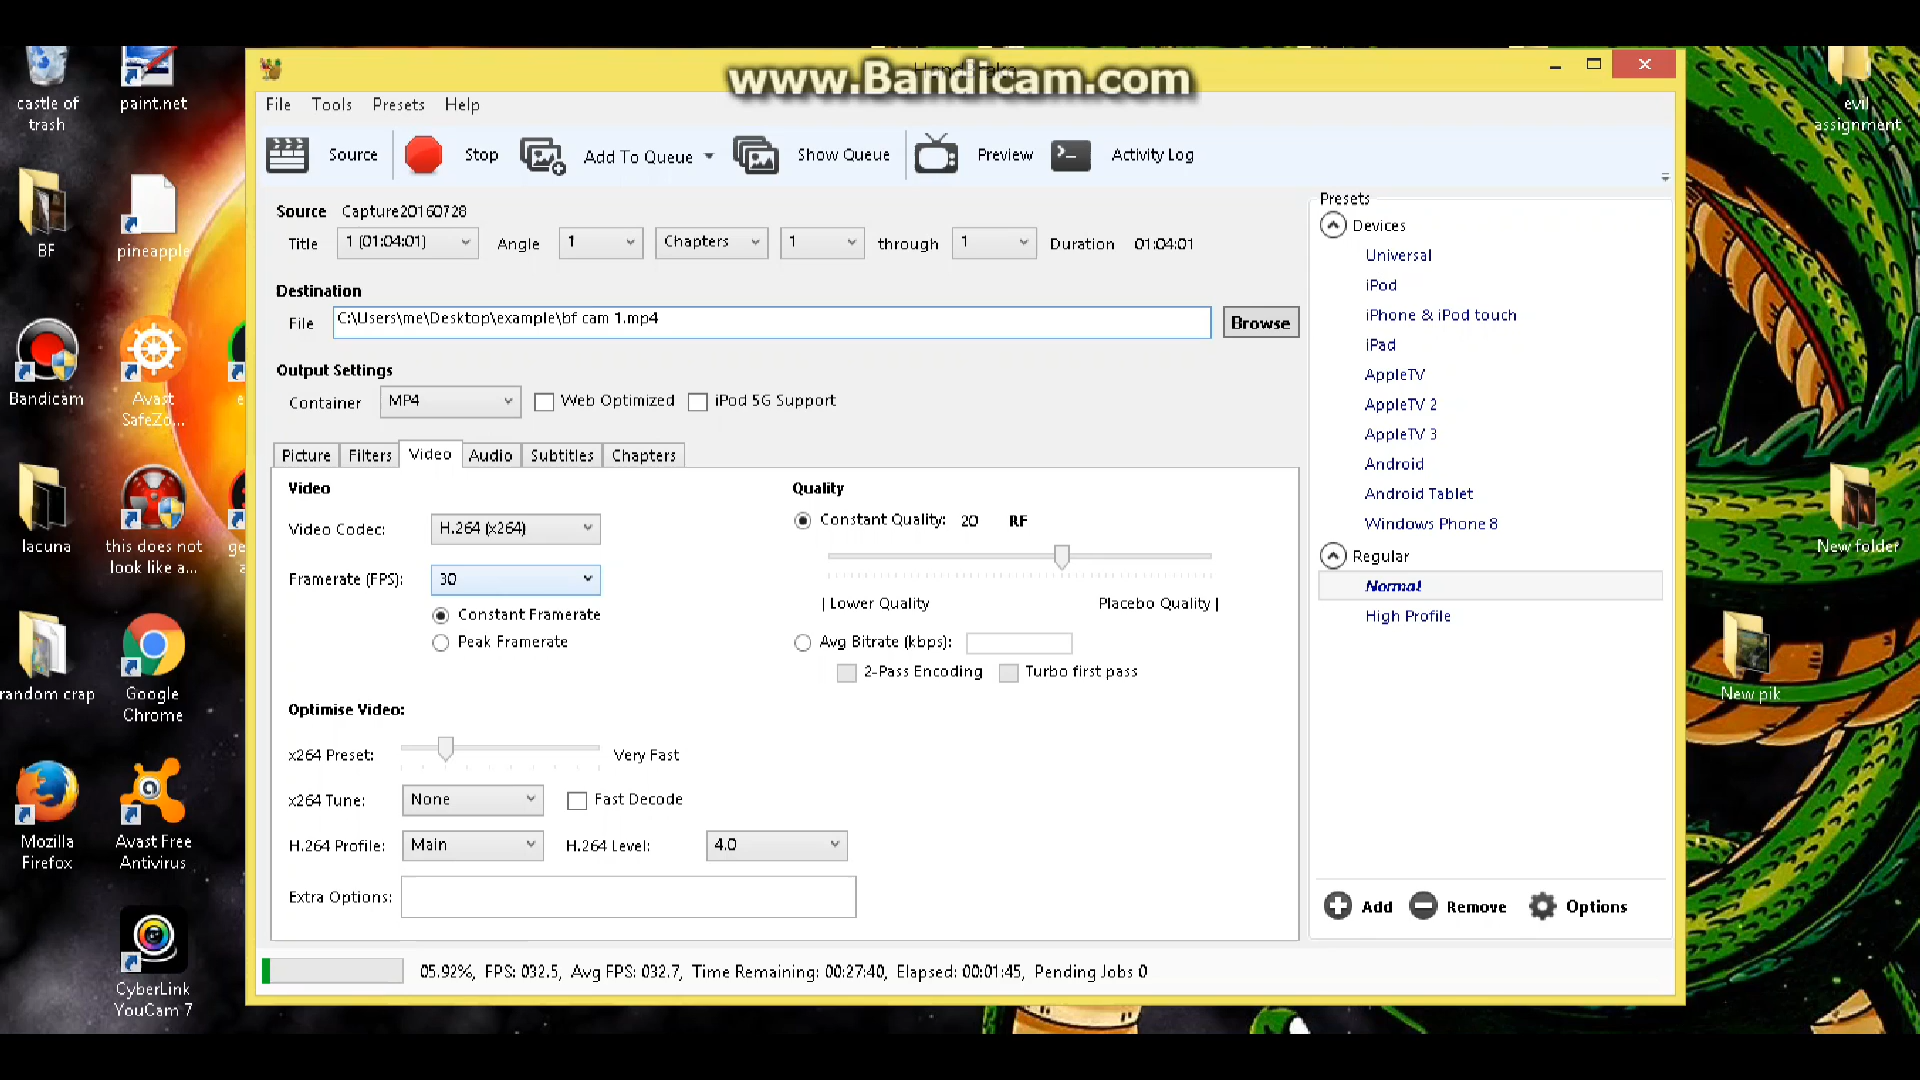 www.Bandicam.com
HandBrake
File Tools Presets Help
Source Stop Add To Queue Show Queue Preview Activity Log
Source Capture20160728
Title 1 (01:04:01) Angle 1 Chapters 1 through 1 Duration 01:04:01
Destination
File C:\Users\me\Desktop\example\bf cam 1.mp4 Browse
Output Settings
Container MP4 Web Optimized iPod 5G Support
Picture Filters Video Audio Subtitles Chapters
Video
Video Codec: H.264 (x264)
Framerate (FPS): 30
Constant Framerate
Peak Framerate
Quality
Constant Quality: 20 RF
| Lower Quality Placebo Quality |
Avg Bitrate (kbps):
2-Pass Encoding Turbo first pass
Optimise Video:
x264 Preset: Very Fast
x264 Tune: None Fast Decode
H.264 Profile: Main H.264 Level: 4.0
Extra Options:
05.92%, FPS: 032.5, Avg FPS: 032.7, Time Remaining: 00:27:40, Elapsed: 00:01:45, Pending Jobs 0
Presets
Devices
Universal
iPod
iPhone & iPod touch
iPad
AppleTV
AppleTV 2
AppleTV 3
Android
Android Tablet
Windows Phone 8
Regular
Normal
High Profile
Add Remove Options
castle of
trash
paint.net
BF
pineapple
Bandicam
Avast
SafeZo...
lacuna
this does not
look like a...
random crap
Google
Chrome
Mozilla
Firefox
Avast Free
Antivirus
CyberLink
YouCam 7
evil
assignment
New folder
New pik